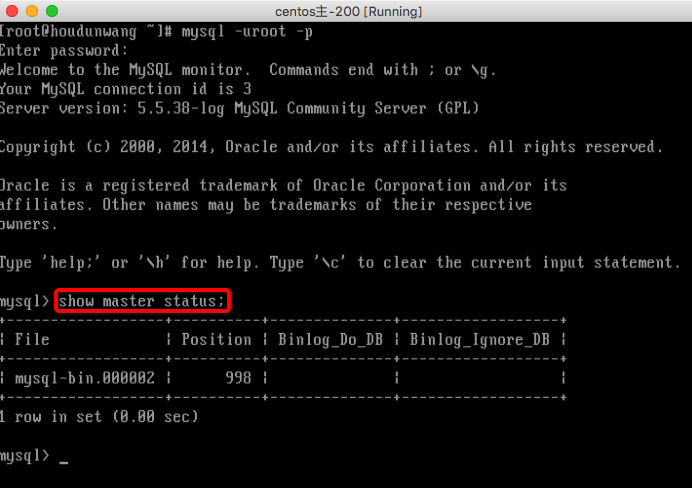 centos主-200 [Running]
[root@houdunwang ~]# mysql -uroot -p
Enter password:
Welcome to the MySQL monitor.  Commands end with ; or \g.
Your MySQL connection id is 3
Server version: 5.5.38-log MySQL Community Server (GPL)
Copyright (c) 2000, 2014, Oracle and/or its affiliates. All rights reserved.
Oracle is a registered trademark of Oracle Corporation and/or its
affiliates. Other names may be trademarks of their respective
owners.
Type 'help;' or '\h' for help. Type '\c' to clear the current input statement.
mysql> show master status;
+------------------+----------+--------------+------------------+
| File             | Position | Binlog_Do_DB | Binlog_Ignore_DB |
+------------------+----------+--------------+------------------+
| mysql-bin.000002 |      998 |              |                  |
+------------------+----------+--------------+------------------+
1 row in set (0.00 sec)
mysql> _